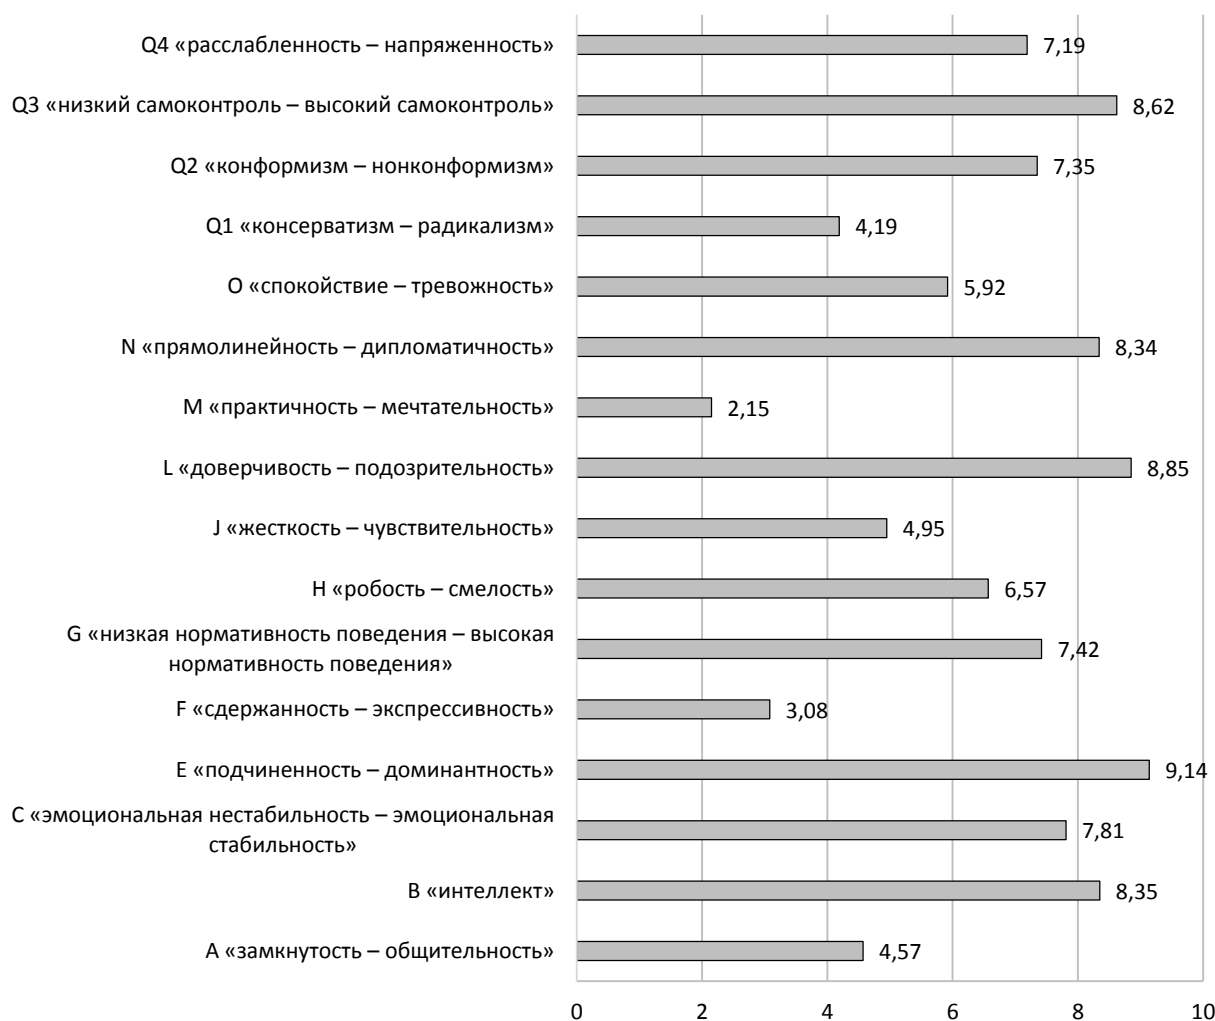 Q4 «расслабленность – напряженность»
7,19
Q3 «низкий самоконтроль – высокий самоконтроль»
8,62
Q2 «конформизм – нонконформизм»
7,35
Q1 «консерватизм – радикализм»
4,19
O «спокойствие – тревожность»
5,92
N «прямолинейность – дипломатичность»
8,34
M «практичность – мечтательность»
2,15
L «доверчивость – подозрительность»
8,85
J «жесткость – чувствительность»
4,95
H «робость – смелость»
6,57
G «низкая нормативность поведения – высокая
нормативность поведения»
7,42
F «сдержанность – экспрессивность»
3,08
E «подчиненность – доминантность»
9,14
C «эмоциональная нестабильность – эмоциональная
стабильность»
7,81
B «интеллект»
8,35
A «замкнутость – общительность»
4,57
0 2 4 6 8 10